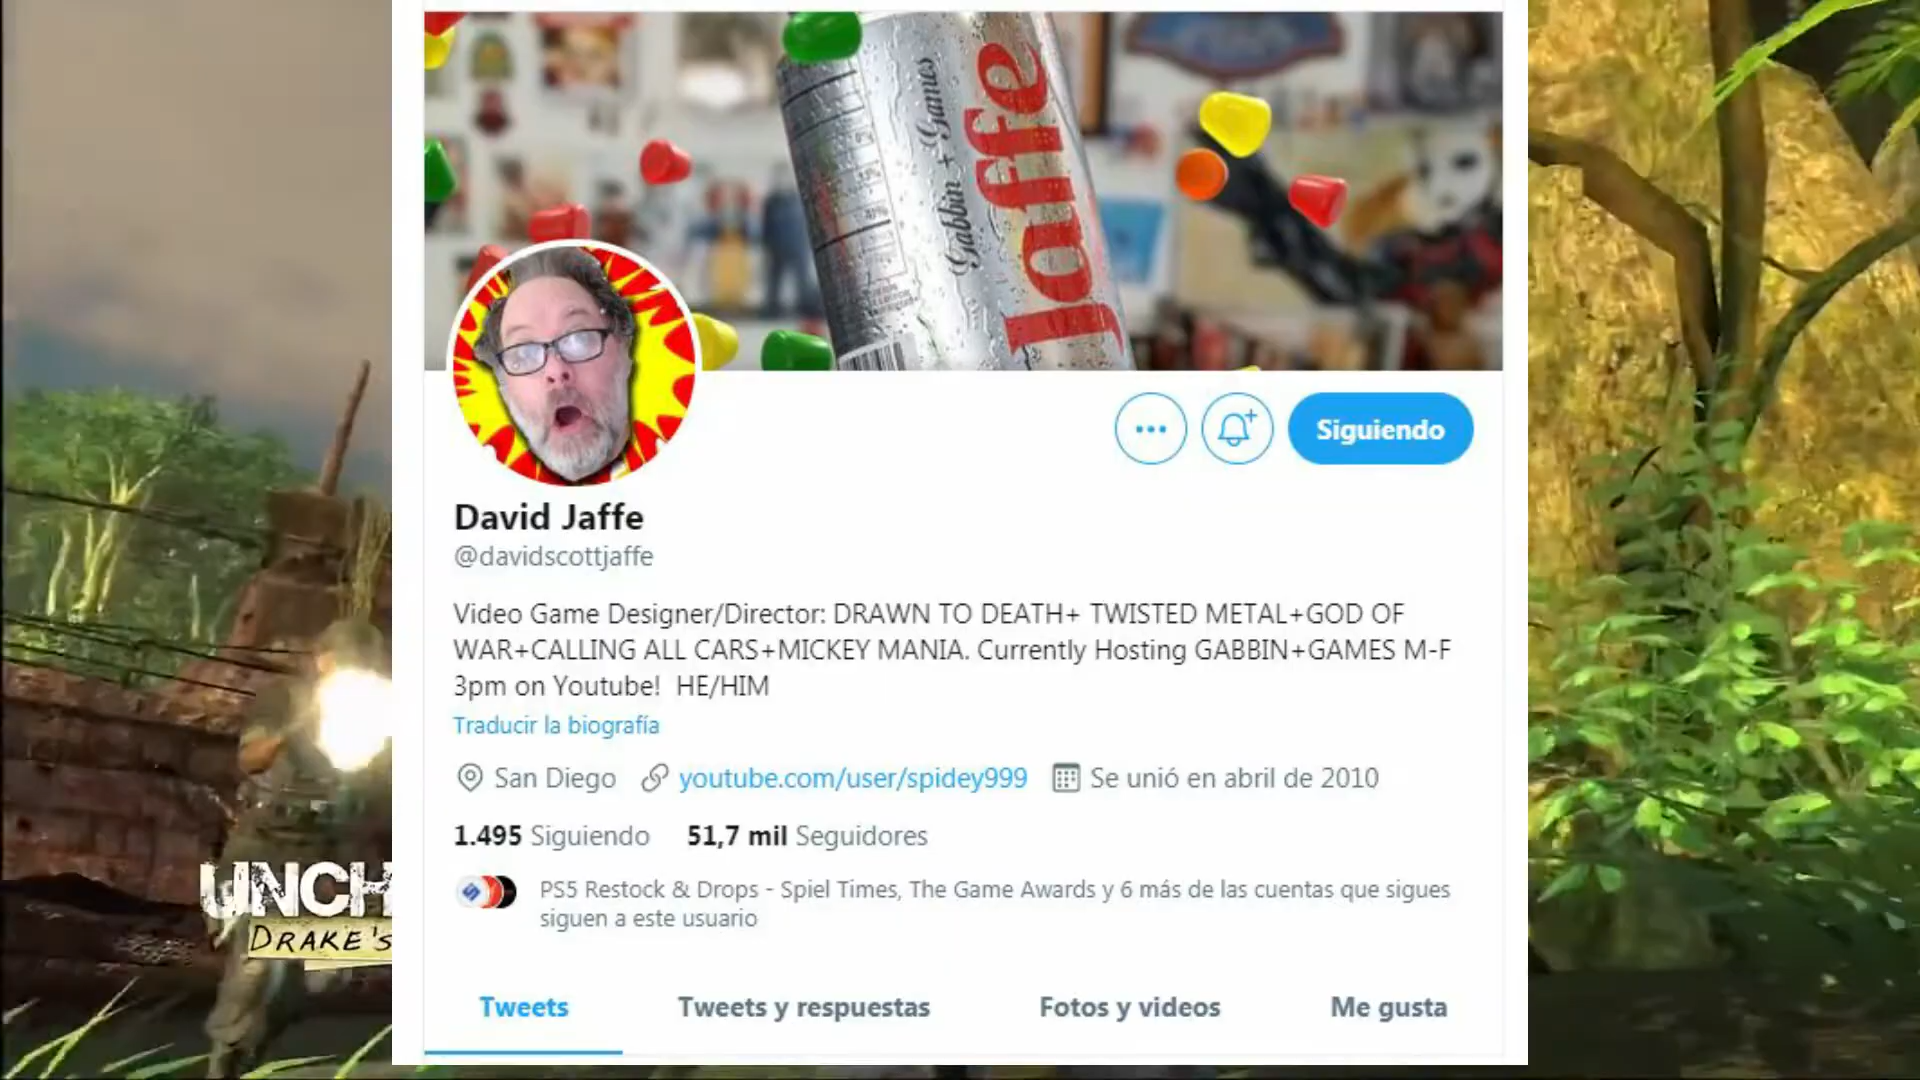 Gabbin + Games
Jaffe
Siguiendo
David Jaffe
@davidscottjaffe
Video Game Designer/Director: DRAWN TO DEATH+ TWISTED METAL+GOD OF
WAR+CALLING ALL CARS+MICKEY MANIA. Currently Hosting GABBIN+GAMES M-F
3pm on Youtube! HE/HIM
Traducir la biografía
San Diego youtube.com/user/spidey999 Se unió en abril de 2010
1.495 Siguiendo 51,7 mil Seguidores
PS5 Restock & Drops - Spiel Times, The Game Awards y 6 más de las cuentas que sigues
siguen a este usuario
UNCH
DRAKE'S
Tweets Tweets y respuestas Fotos y videos Me gusta